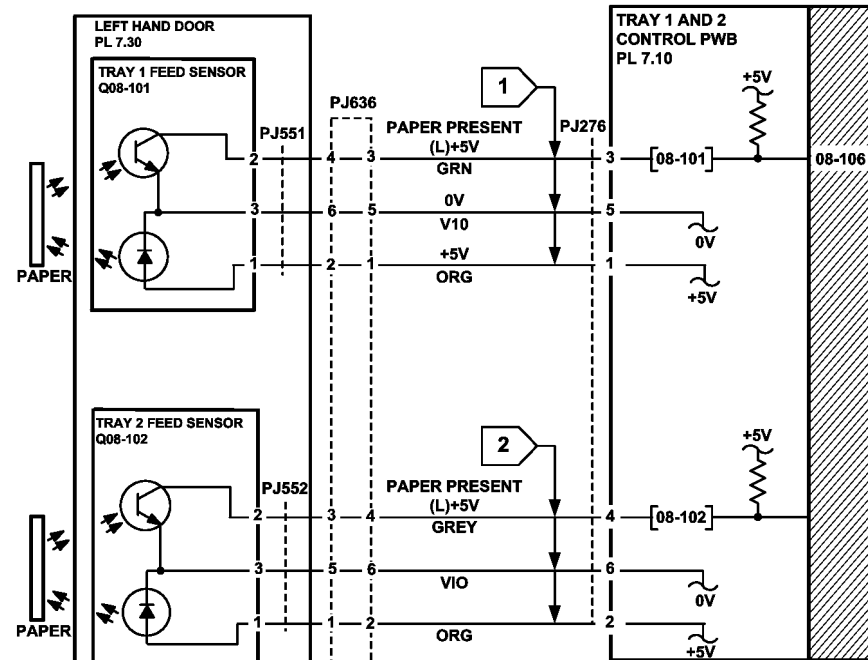 LEFT HAND DOOR
PL 7.30
TRAY 1 FEED SENSOR
Q08-101
PJ551
2
3
1
PAPER
PJ636
4 3
6 5
2 1
PAPER PRESENT
(L)+5V
GRN
0V
V10
+5V
ORG
1
PJ276
3
5
1
TRAY 1 AND 2
CONTROL PWB
PL 7.10
+5V
08-101
08-106
0V
+5V
TRAY 2 FEED SENSOR
Q08-102
PJ552
2
3
1
PAPER
3 4
5 6
1 2
PAPER PRESENT
(L)+5V
GREY
VIO
ORG
2
4
6
2
+5V
08-102
0V
+5V